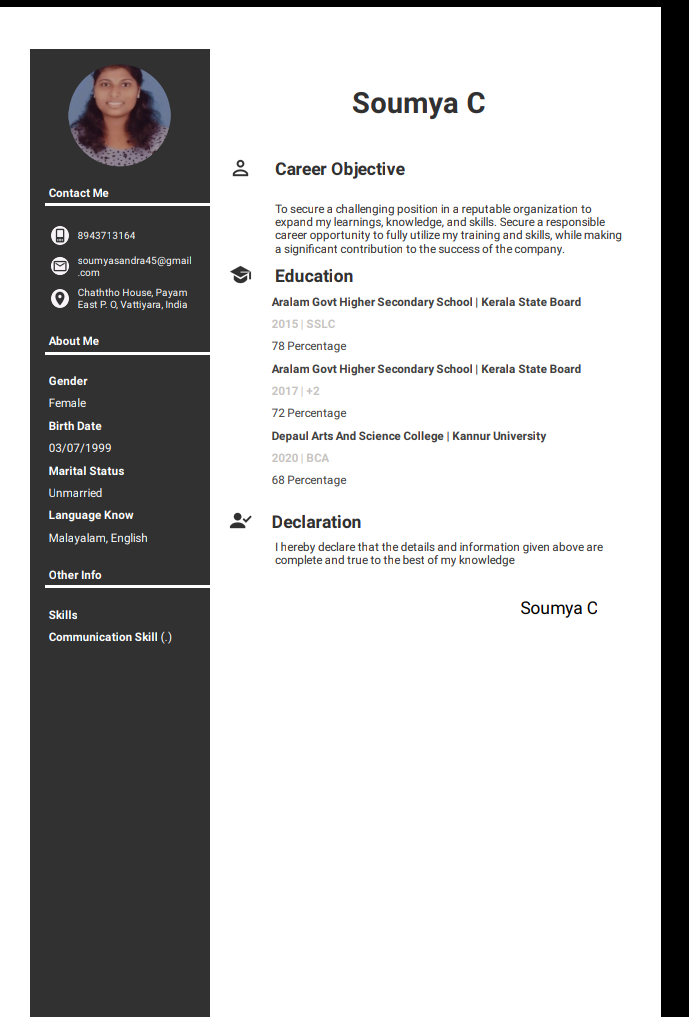 Soumya C
Contact Me
8943713164
soumyasandra45@gmail
.com
Chaththo House, Payam
East P. O, Vattiyara, India
About Me
Gender
Female
Birth Date
03/07/1999
Marital Status
Unmarried
Language Know
Malayalam, English
Other Info
Skills
Communication Skill (.)
Career Objective
To secure a challenging position in a reputable organization to
expand my learnings, knowledge, and skills. Secure a responsible
career opportunity to fully utilize my training and skills, while making
a significant contribution to the success of the company.
Education
Aralam Govt Higher Secondary School | Kerala State Board
2015 | SSLC
78 Percentage
Aralam Govt Higher Secondary School | Kerala State Board
2017 | +2
72 Percentage
Depaul Arts And Science College | Kannur University
2020 | BCA
68 Percentage
Declaration
I hereby declare that the details and information given above are
complete and true to the best of my knowledge
Soumya C